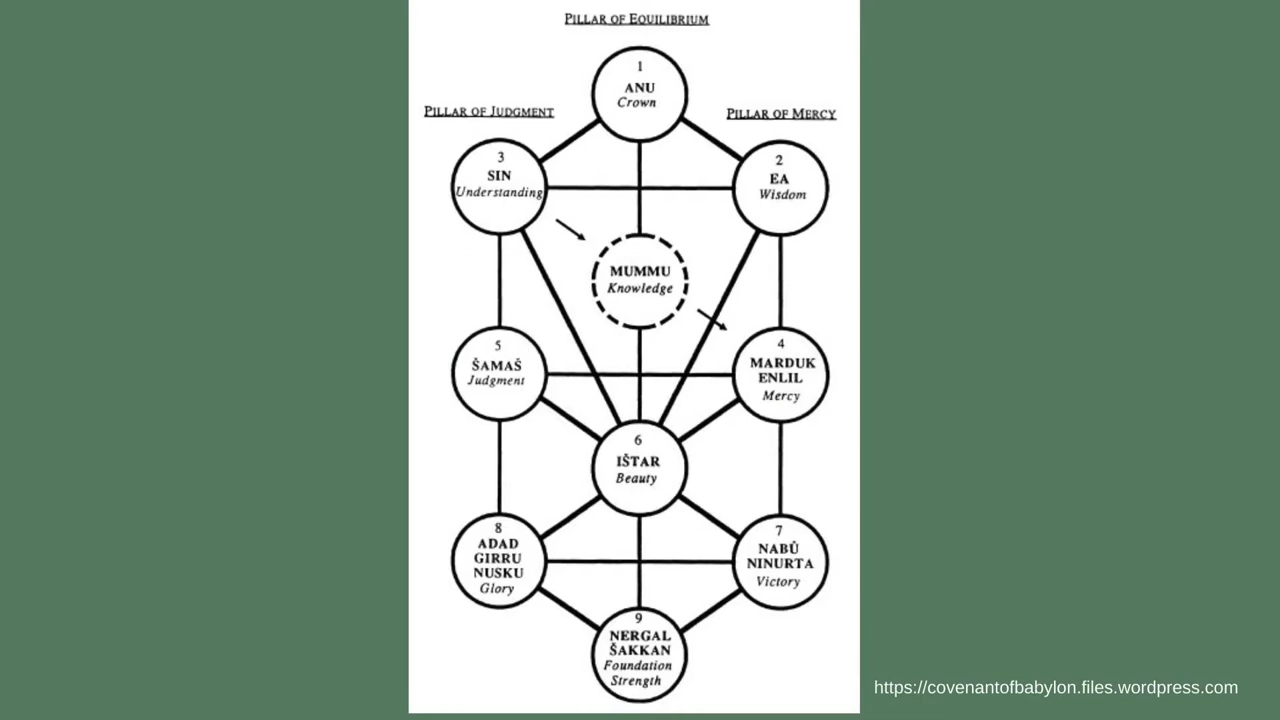 PILLAR OF EQUILIBRIUM
1
ANU
Crown
PILLAR OF JUDGMENT
PILLAR OF MERCY
3
SIN
Understanding
2
EA
Wisdom
MUMMU
Knowledge
5
ŠAMAŠ
Judgment
4
MARDUK
ENLIL
Mercy
6
IŠTAR
Beauty
8
ADAD
GIRRU
NUSKU
Glory
7
NABÛ
NINURTA
Victory
9
NERGAL
ŠAKKAN
Foundation
Strength
https://covenantofbabylon.files.wordpress.com